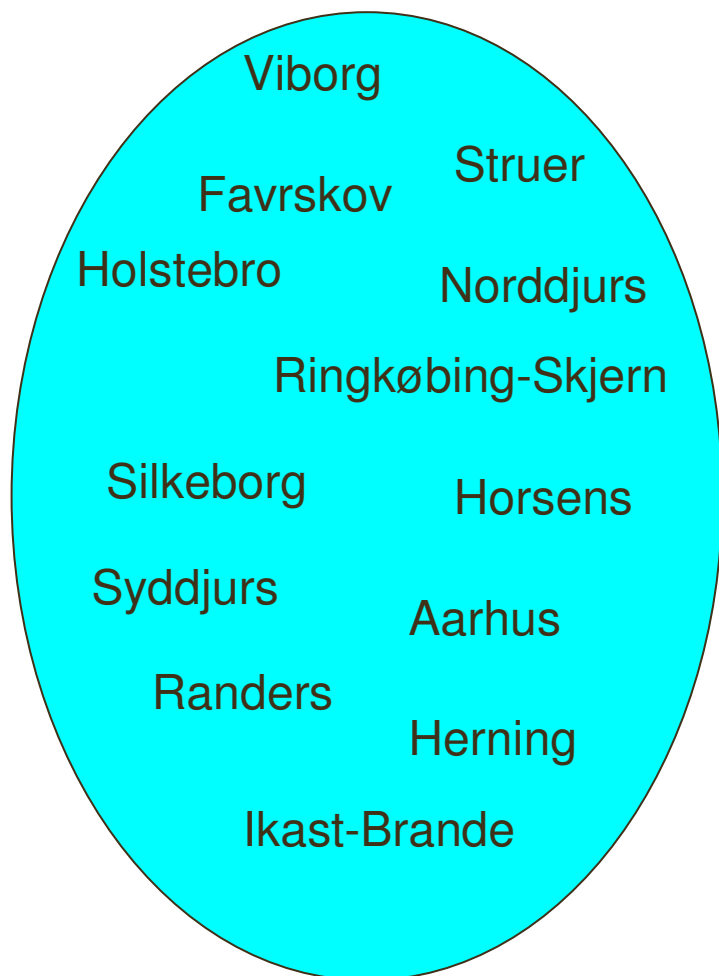 Viborg
Struer
Favrskov
Holstebro
Norddjurs
Ringkøbing-Skjern
Silkeborg
Horsens
Syddjurs
Aarhus
Randers
Herning
Ikast-Brande